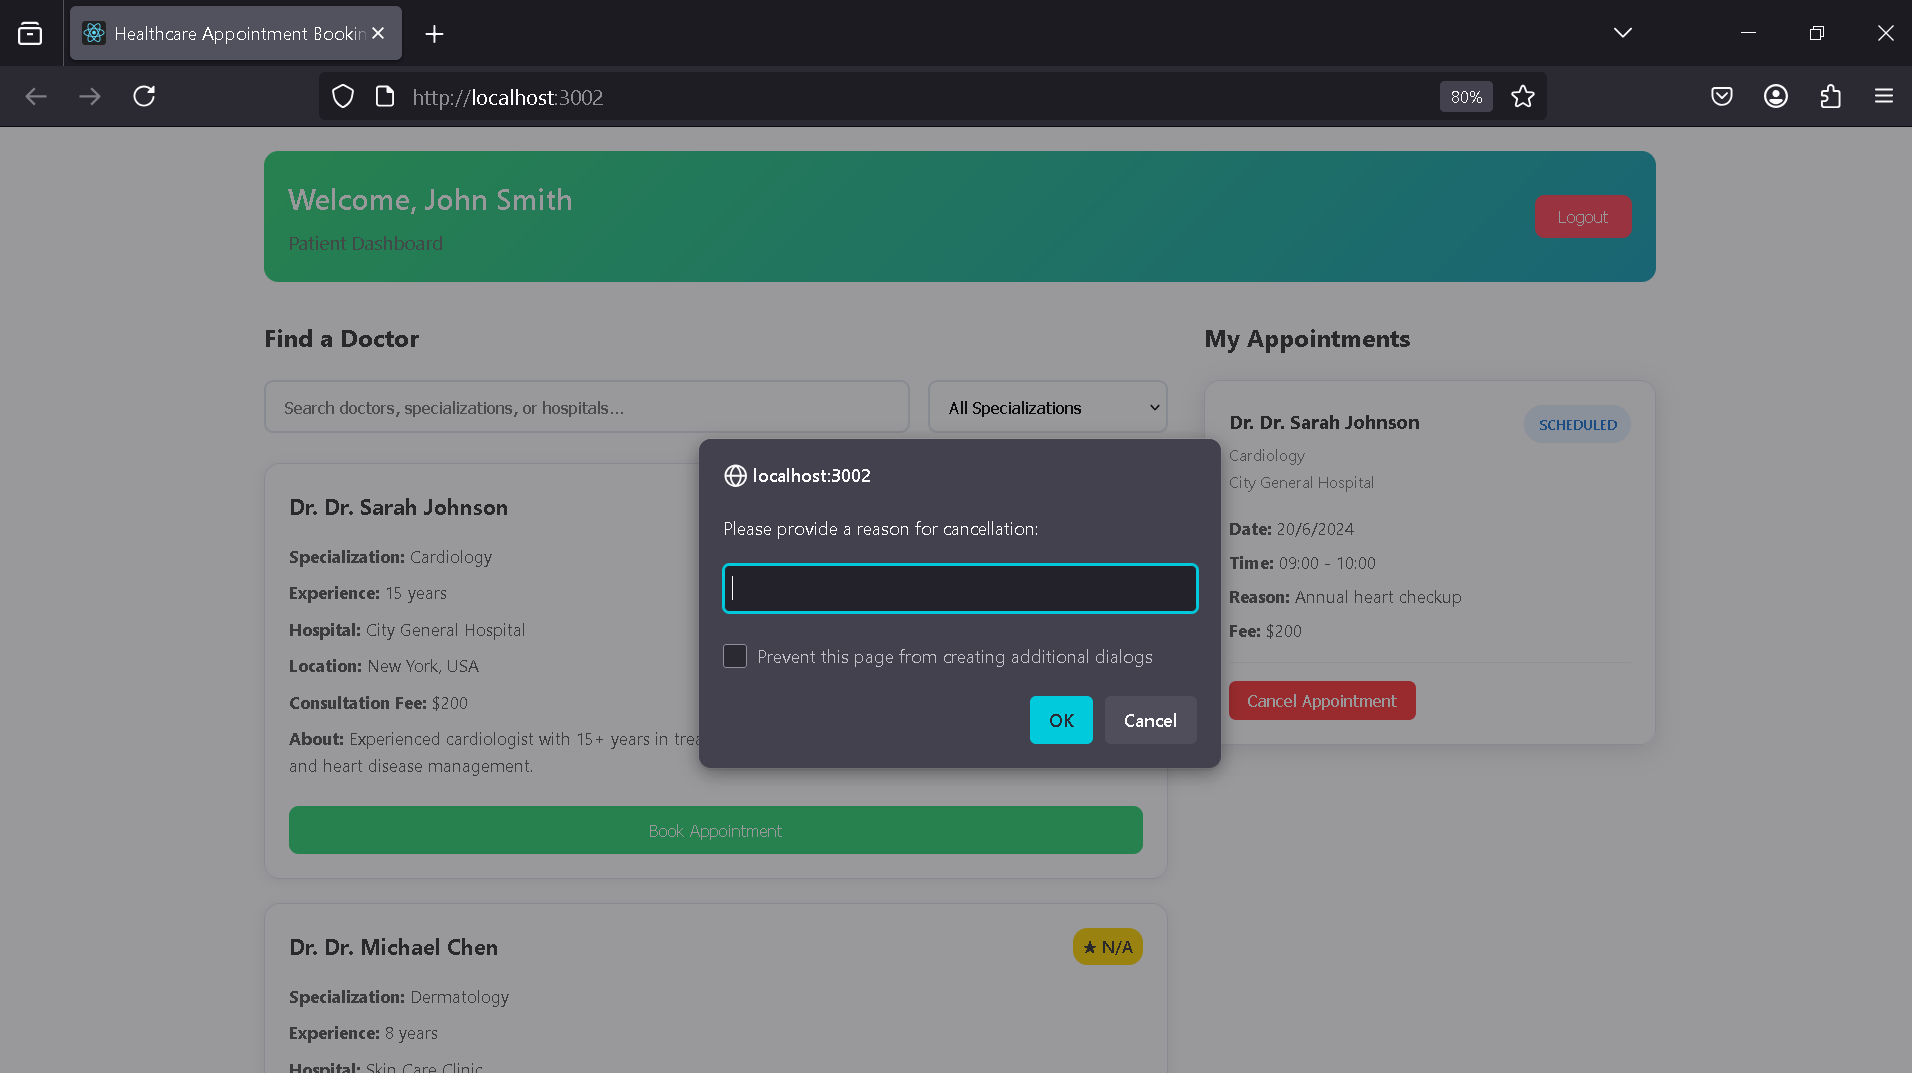 Healthcare Appointment Bookin
http://localhost:3002
80%
Welcome, John Smith
Patient Dashboard
Logout
Find a Doctor
Search doctors, specializations, or hospitals...
All Specializations
Dr. Dr. Sarah Johnson
Specialization: Cardiology
Experience: 15 years
Hospital: City General Hospital
Location: New York, USA
Consultation Fee: $200
About: Experienced cardiologist with 15+ years in
and heart disease management.
Book Appointment
Dr. Dr. Michael Chen
★ N/A
Specialization: Dermatology
Experience: 8 years
Hospital: Skin Care Clinic
My Appointments
Dr. Dr. Sarah Johnson
SCHEDULED
Cardiology
City General Hospital
Date: 20/6/2024
Time: 09:00 - 10:00
Reason: Annual heart checkup
Fee: $200
Cancel Appointment
localhost:3002
Please provide a reason for cancellation:
Prevent this page from creating additional dialogs
OK
Cancel